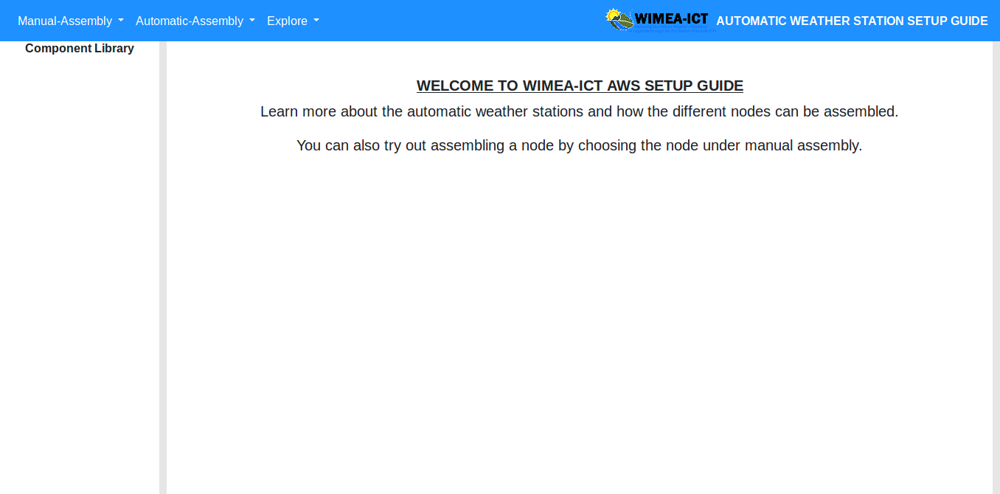 Manual-Assembly Automatic-Assembly Explore WIMEA-ICT AUTOMATIC WEATHER STATION SETUP GUIDE
Component Library
WELCOME TO WIMEA-ICT AWS SETUP GUIDE
Learn more about the automatic weather stations and how the different nodes can be assembled.
You can also try out assembling a node by choosing the node under manual assembly.